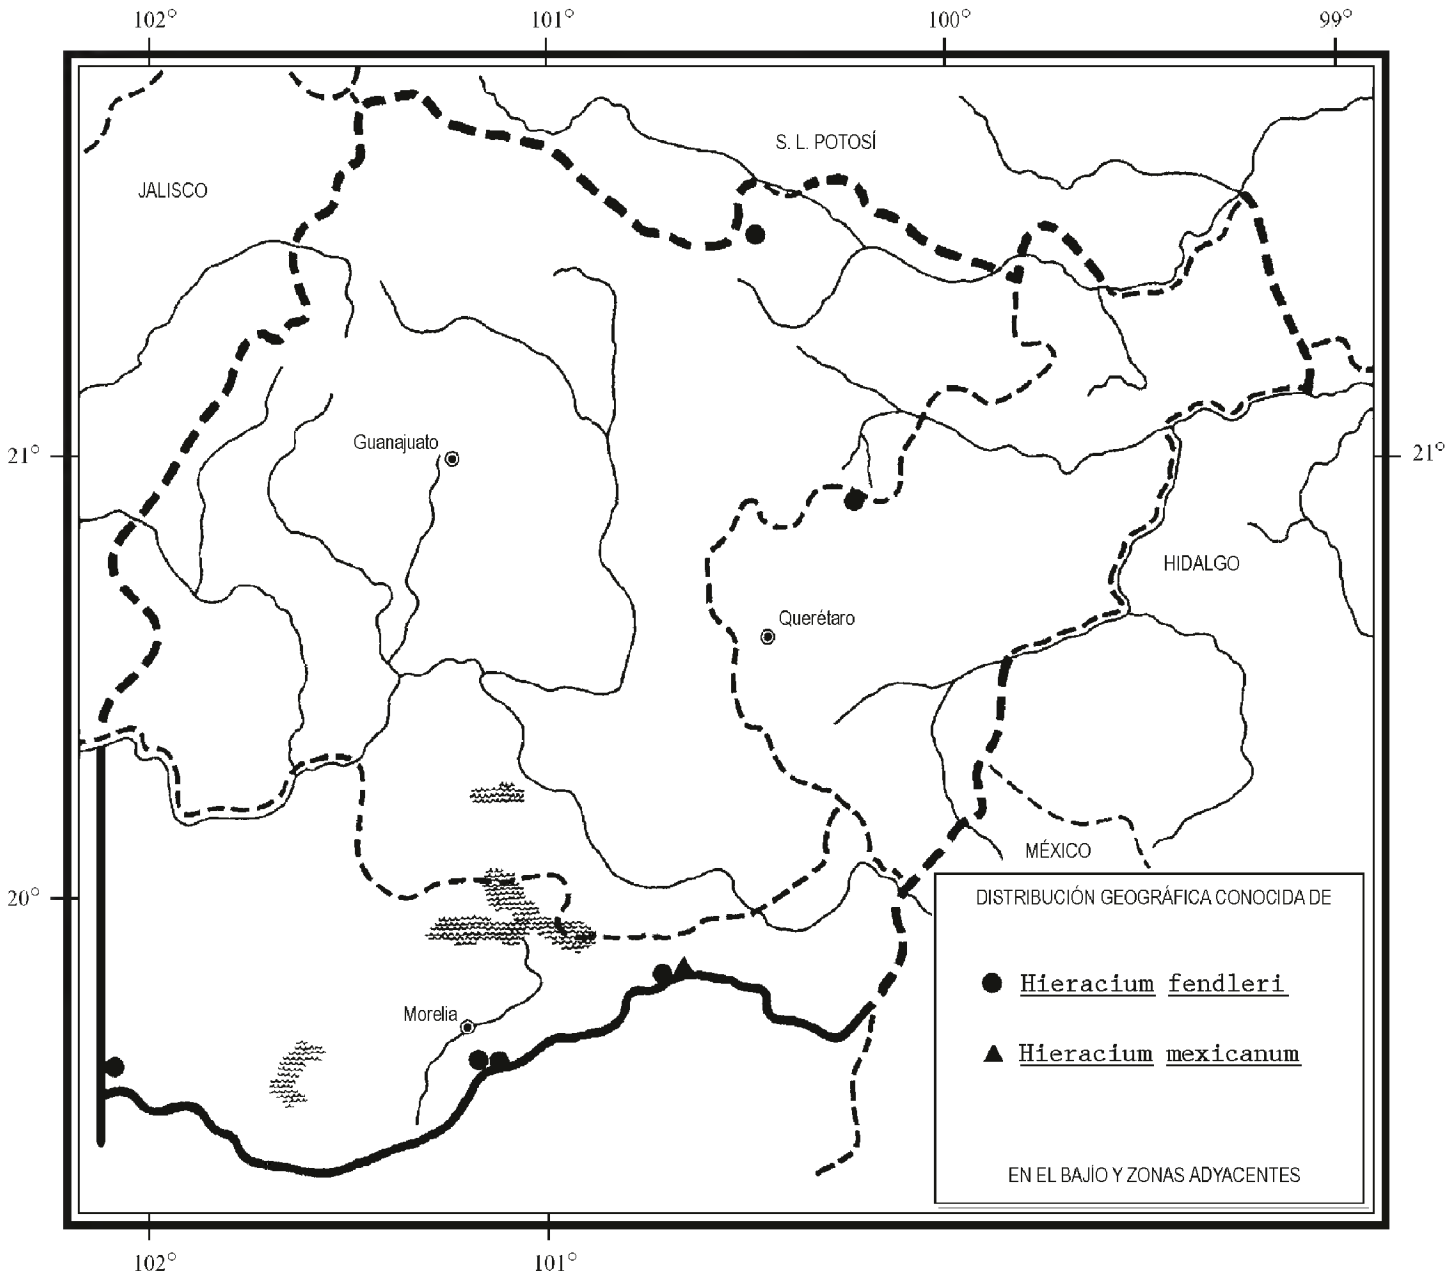 102° 101° 100° 99°
S. L. POTOSÍ
JALISCO
Guanajuato
21° 21°
HIDALGO
Querétaro
MÉXICO
20°
DISTRIBUCIÓN GEOGRÁFICA CONOCIDA DE
Hieracium fendleri
Morelia
Hieracium mexicanum
EN EL BAJÍO Y ZONAS ADYACENTES
102° 101°